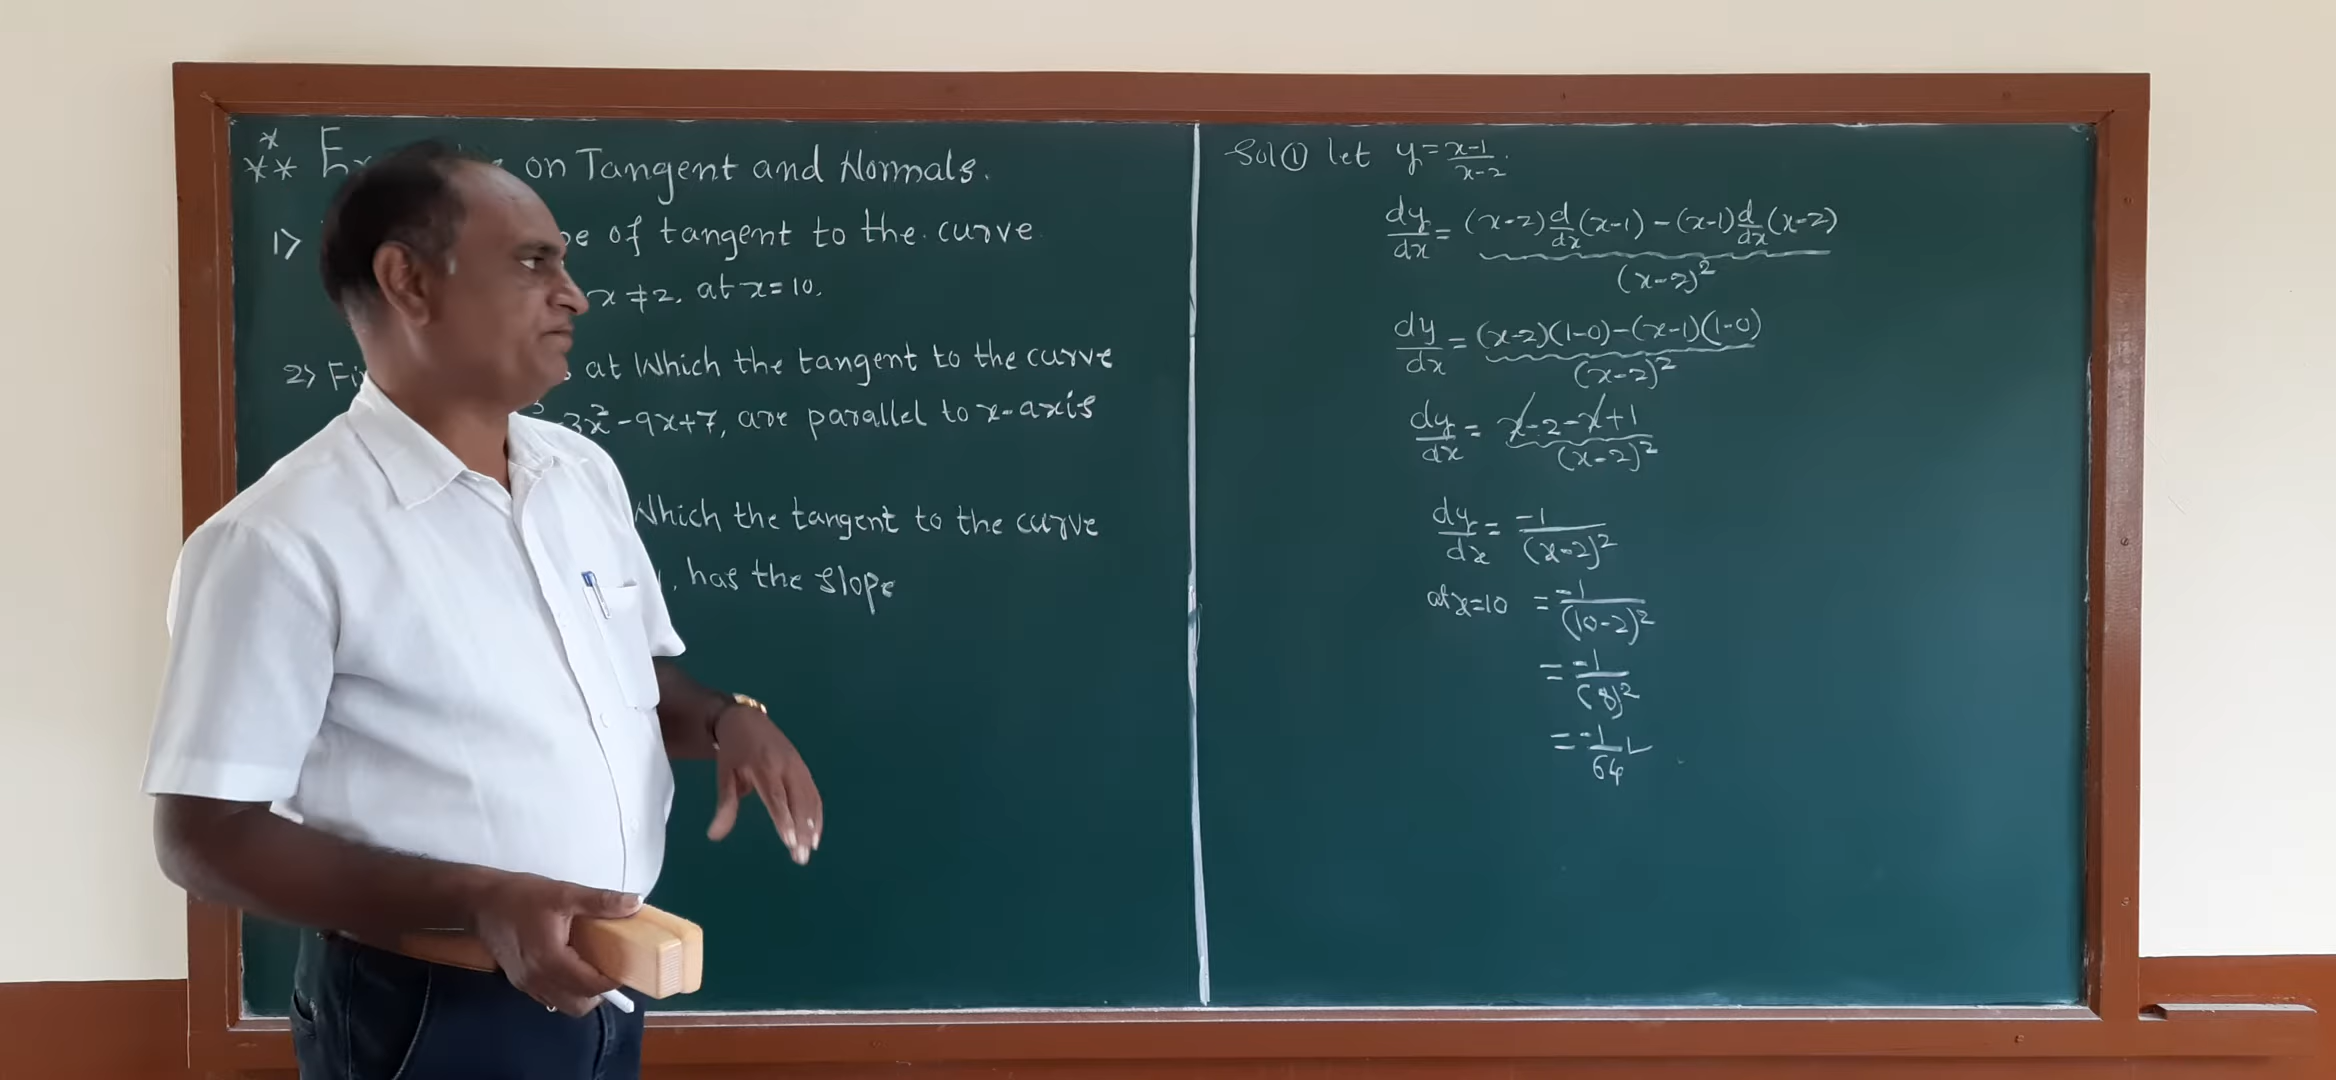 *
** on Tangent and Normals.
1) of tangent to the curve
x ≠ 2, at x = 10.
2) at Which the tangent to the curve
3x² - 9x + 7, are parallel to x-axis
Which the tangent to the curve
, has the slope
Sol ① let y = x-1/x-2.
dy/dx = (x-2) d/dx (x-1) - (x-1) d/dx (x-2) / (x-2)²
dy/dx = (x-2)(1-0) - (x-1)(1-0) / (x-2)²
dy/dx = x-2-x+1 / (x-2)²
dy/dx = -1/(x-2)²
at x=10 = -1/(10-2)²
= -1/(8)²
= -1/64